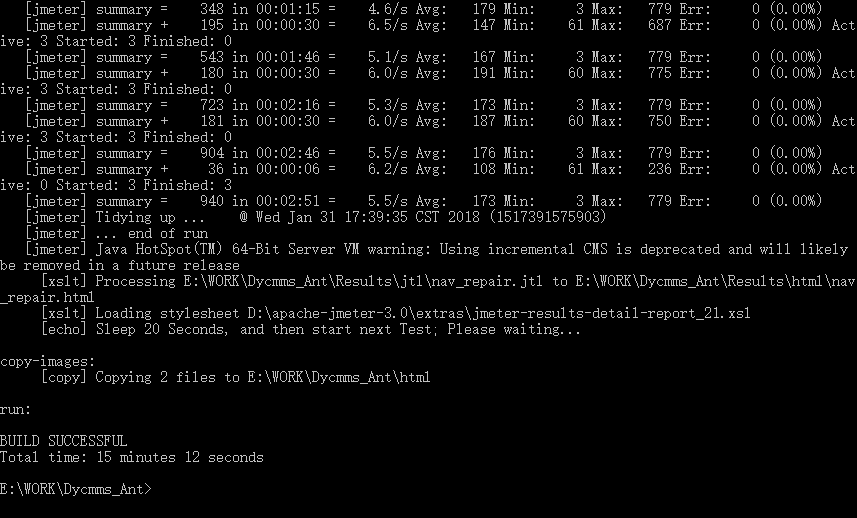 [jmeter] summary =    348 in 00:01:15 =    4.6/s Avg:   179 Min:     3 Max:   779 Err:     0 (0.00%)
[jmeter] summary +    195 in 00:00:30 =    6.5/s Avg:   147 Min:    61 Max:   687 Err:     0 (0.00%) Act
ive: 3 Started: 3 Finished: 0
[jmeter] summary =    543 in 00:01:46 =    5.1/s Avg:   167 Min:     3 Max:   779 Err:     0 (0.00%)
[jmeter] summary +    180 in 00:00:30 =    6.0/s Avg:   191 Min:    60 Max:   775 Err:     0 (0.00%) Act
ive: 3 Started: 3 Finished: 0
[jmeter] summary =    723 in 00:02:16 =    5.3/s Avg:   173 Min:     3 Max:   779 Err:     0 (0.00%)
[jmeter] summary +    181 in 00:00:30 =    6.0/s Avg:   187 Min:    60 Max:   750 Err:     0 (0.00%) Act
ive: 3 Started: 3 Finished: 0
[jmeter] summary =    904 in 00:02:46 =    5.5/s Avg:   176 Min:     3 Max:   779 Err:     0 (0.00%)
[jmeter] summary +     36 in 00:00:06 =    6.2/s Avg:   108 Min:    61 Max:   236 Err:     0 (0.00%) Act
ive: 0 Started: 3 Finished: 3
[jmeter] summary =    940 in 00:02:51 =    5.5/s Avg:   173 Min:     3 Max:   779 Err:     0 (0.00%)
[jmeter] Tidying up ...    @ Wed Jan 31 17:39:35 CST 2018 (1517391575903)
[jmeter] ... end of run
[jmeter] Java HotSpot(TM) 64-Bit Server VM warning: Using incremental CMS is deprecated and will likely
be removed in a future release
[xslt] Processing E:\WORK\Dycmms_Ant\Results\jtl\nav_repair.jtl to E:\WORK\Dycmms_Ant\Results\html\nav
_repair.html
[xslt] Loading stylesheet D:\apache-jmeter-3.0\extras\jmeter-results-detail-report_21.xsl
[echo] Sleep 20 Seconds, and then start next Test; Please waiting...
copy-images:
[copy] Copying 2 files to E:\WORK\Dycmms_Ant\html
run:
BUILD SUCCESSFUL
Total time: 15 minutes 12 seconds
E:\WORK\Dycmms_Ant>